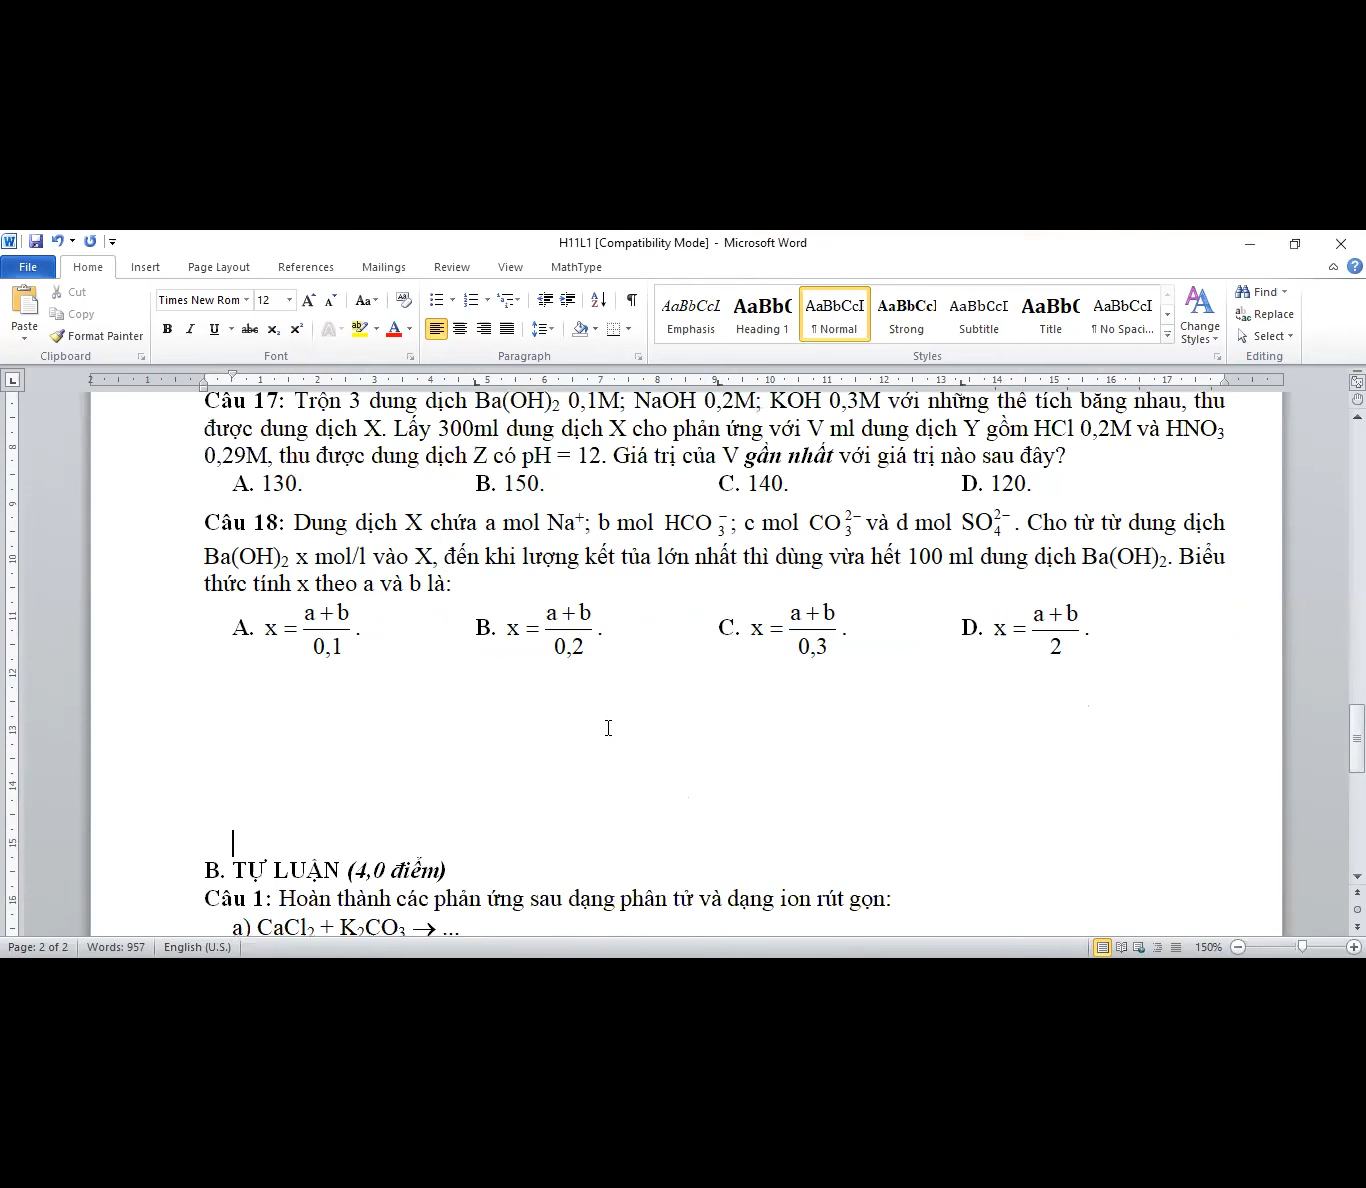 H11L1 [Compatibility Mode] - Microsoft Word
File Home Insert Page Layout References Mailings Review View MathType
Paste
Cut
Copy
Format Painter
Clipboard
Times New Rom 12
Font
Paragraph
AaBbCcL AaBbC AaBbCcI AaBbCcl AaBbCcI AaBbC AaBbCcI
Emphasis Heading 1 ¶ Normal Strong Subtitle Title ¶ No Spaci...
Change Styles
Styles
Find
Replace
Select
Editing
Câu 17: Trộn 3 dung dịch Ba(OH)₂ 0,1M; NaOH 0,2M; KOH 0,3M với những thể tích bằng nhau, thu
được dung dịch X. Lấy 300ml dung dịch X cho phản ứng với V ml dung dịch Y gồm HCl 0,2M và HNO₃
0,29M, thu được dung dịch Z có pH = 12. Giá trị của V gần nhất với giá trị nào sau đây?
A. 130. B. 150. C. 140. D. 120.
Câu 18: Dung dịch X chứa a mol Na⁺; b mol HCO₃⁻; c mol CO₃²⁻ và d mol SO₄²⁻. Cho từ từ dung dịch
Ba(OH)₂ x mol/l vào X, đến khi lượng kết tủa lớn nhất thì dùng vừa hết 100 ml dung dịch Ba(OH)₂. Biểu
thức tính x theo a và b là:
A. x = (a+b)/0,1. B. x = (a+b)/0,2. C. x = (a+b)/0,3. D. x = (a+b)/2.
B. TỰ LUẬN (4,0 điểm)
Câu 1: Hoàn thành các phản ứng sau dạng phân tử và dạng ion rút gọn:
a) CaCl₂ + K₂CO₃ → ...
Page: 2 of 2 Words: 957 English (U.S.) 150%